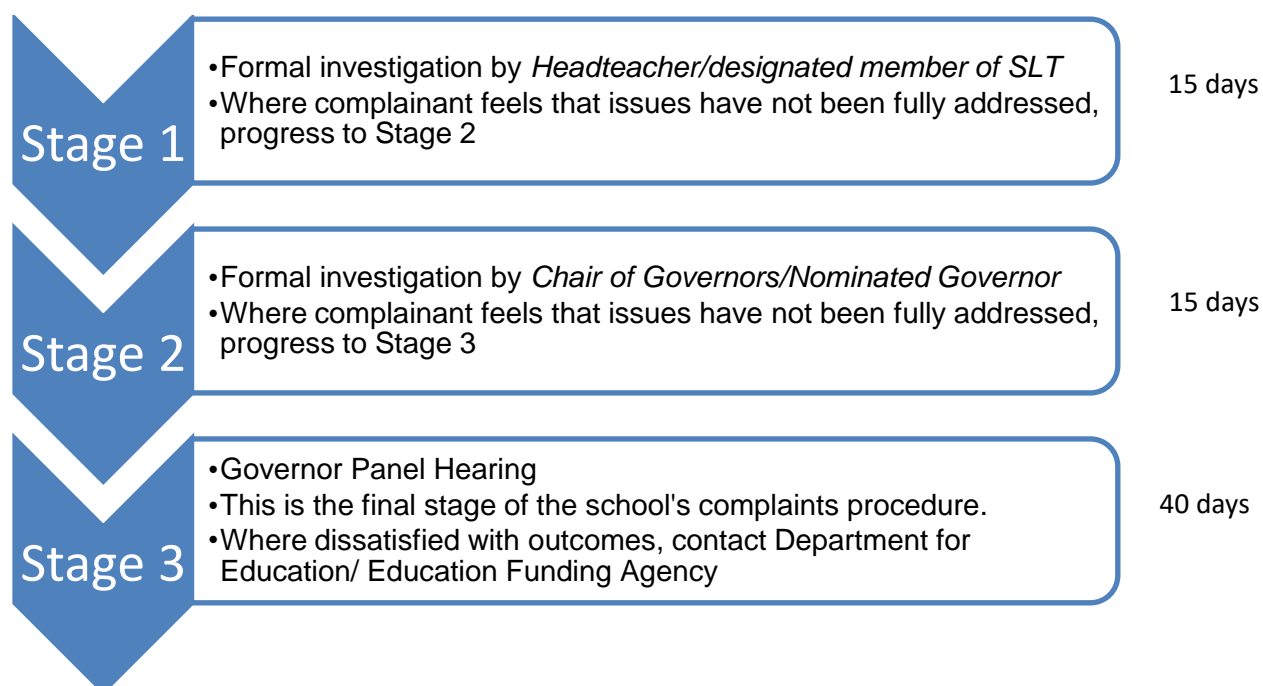 Stage 1
•Formal investigation by Headteacher/designated member of SLT
•Where complainant feels that issues have not been fully addressed,
progress to Stage 2
15 days
Stage 2
•Formal investigation by Chair of Governors/Nominated Governor
•Where complainant feels that issues have not been fully addressed,
progress to Stage 3
15 days
Stage 3
•Governor Panel Hearing
•This is the final stage of the school's complaints procedure.
•Where dissatisfied with outcomes, contact Department for
Education/ Education Funding Agency
40 days